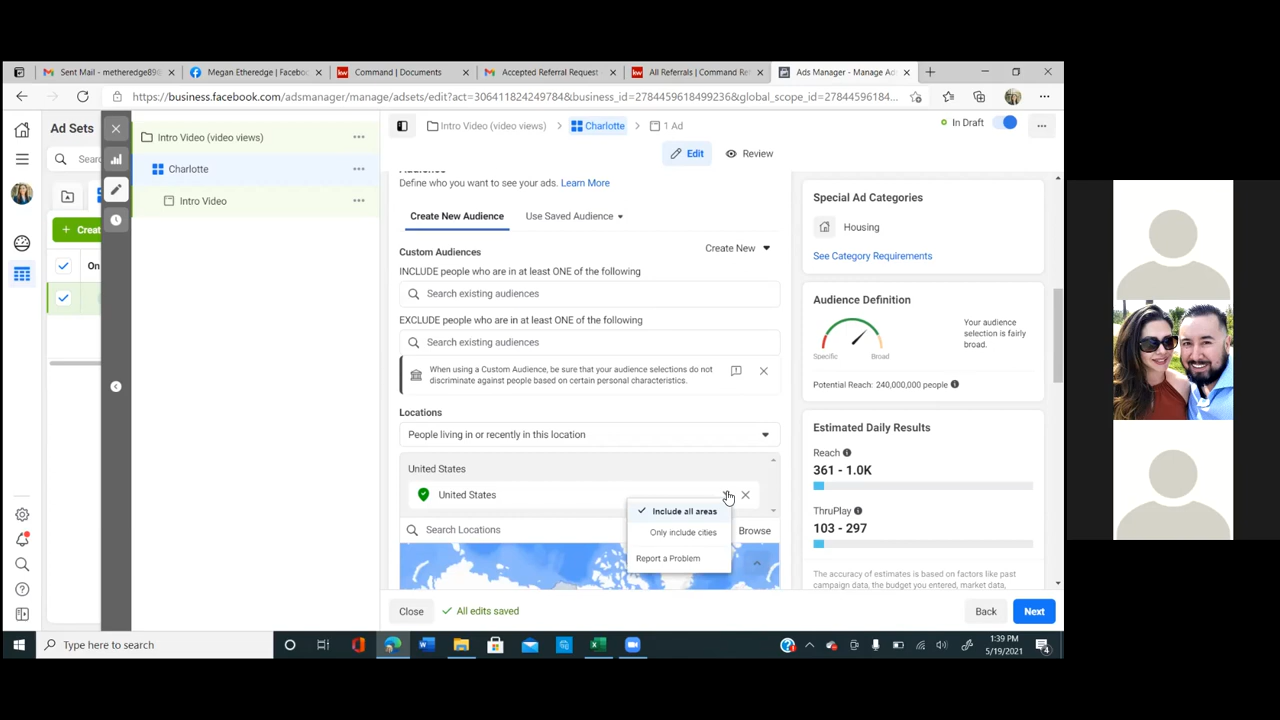 Sent Mail - metheredge89
Megan Etheredge | Faceboo
Command | Documents
Accepted Referral Request
All Referrals | Command Re
Ads Manager - Manage Ad
https://business.facebook.com/adsmanager/manage/adsets/edit?act=306411824249784&business_id=2784459618499236&global_scope_id=27844596184...
Ad Sets
Intro Video (video views)
Intro Video (video views)
Charlotte
1 Ad
In Draft
Edit
Review
Sear
Charlotte
Intro Video
Creat
On
Define who you want to see your ads. Learn More
Create New Audience
Use Saved Audience
Custom Audiences
Create New
INCLUDE people who are in at least ONE of the following
Search existing audiences
EXCLUDE people who are in at least ONE of the following
Search existing audiences
When using a Custom Audience, be sure that your audience selections do not
discriminate against people based on certain personal characteristics.
Locations
People living in or recently in this location
United States
United States
Include all areas
Only include cities
Report a Problem
Search Locations
Browse
Special Ad Categories
Housing
See Category Requirements
Audience Definition
Your audience
selection is fairly
broad.
Specific
Broad
Potential Reach: 240,000,000 people
Estimated Daily Results
Reach
361 - 1.0K
ThruPlay
103 - 297
The accuracy of estimates is based on factors like past
campaign data, the budget you entered, market data,
Close
All edits saved
Back
Next
Type here to search
1:39 PM
5/19/2021
4